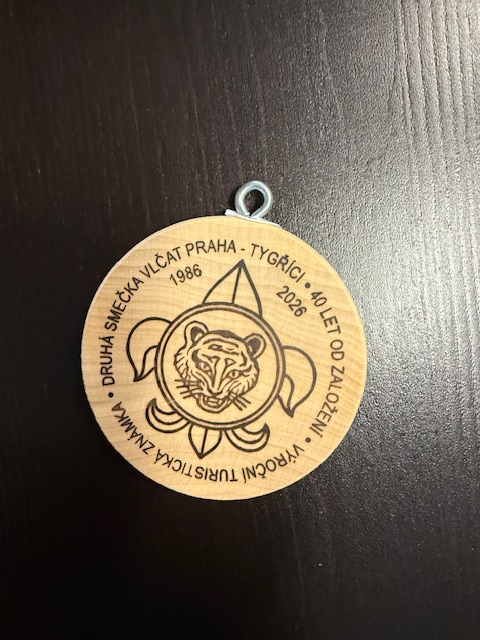 DRUHÁ SMEČKA VLČAT PRAHA - TYGŘÍCI • 40 LET OD ZALOŽENÍ • VÝROČNÍ TURISTICKÁ ZNÁMKA •
1986
2026